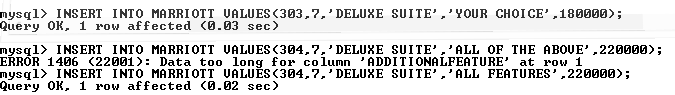 mysql> INSERT INTO MARRIOTT VALUES(303,7,'DELUXE SUITE','YOUR CHOICE',180000);
Query OK, 1 row affected (0.03 sec)
mysql> INSERT INTO MARRIOTT VALUES(304,7,'DELUXE SUITE','ALL OF THE ABOVE',220000);
ERROR 1406 (22001): Data too long for column 'ADDITIONALFEATURE' at row 1
mysql> INSERT INTO MARRIOTT VALUES(304,7,'DELUXE SUITE','ALL FEATURES',220000);
Query OK, 1 row affected (0.02 sec)